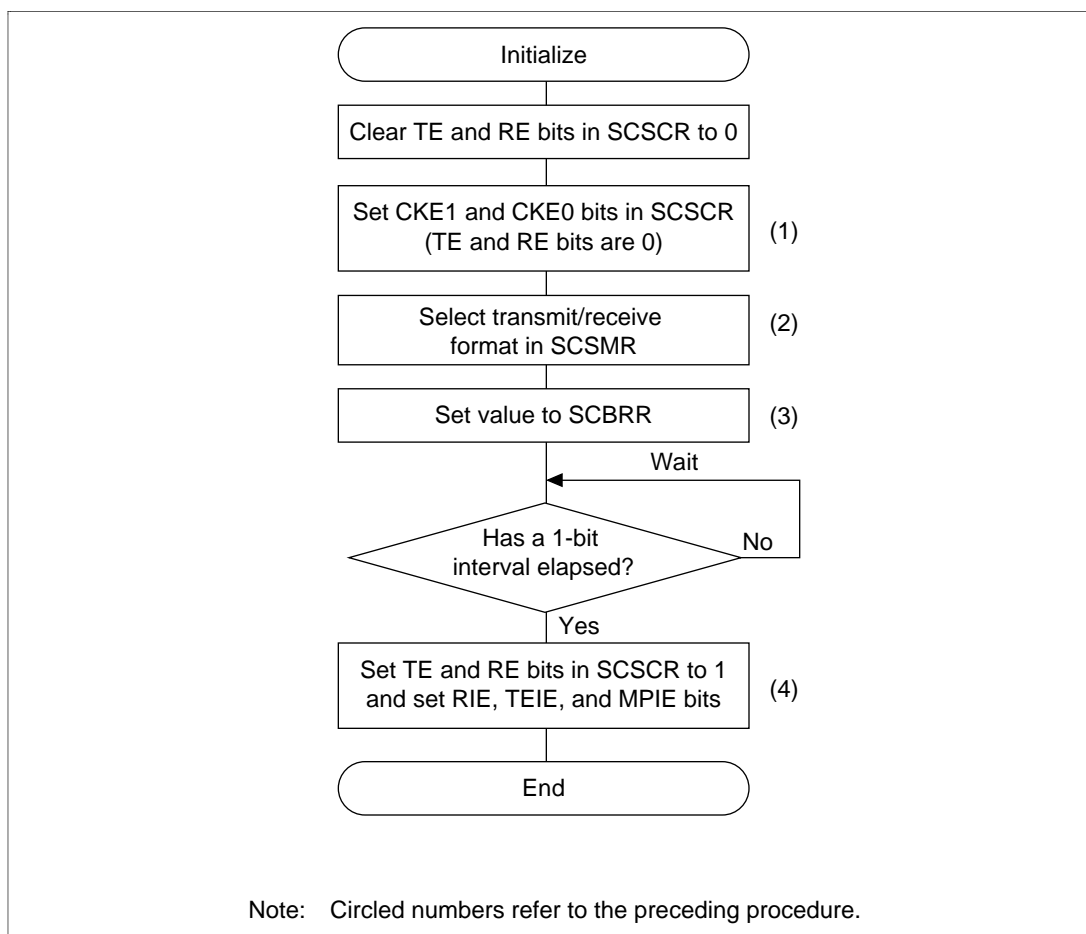 Initialize
Clear TE and RE bits in SCSCR to 0
Set CKE1 and CKE0 bits in SCSCR
(TE and RE bits are 0)
(1)
Select transmit/receive
format in SCSMR
(2)
Set value to SCBRR
(3)
Wait
Has a 1-bit
interval elapsed?
No
Yes
Set TE and RE bits in SCSCR to 1
and set RIE, TEIE, and MPIE bits
(4)
End
Note: Circled numbers refer to the preceding procedure.